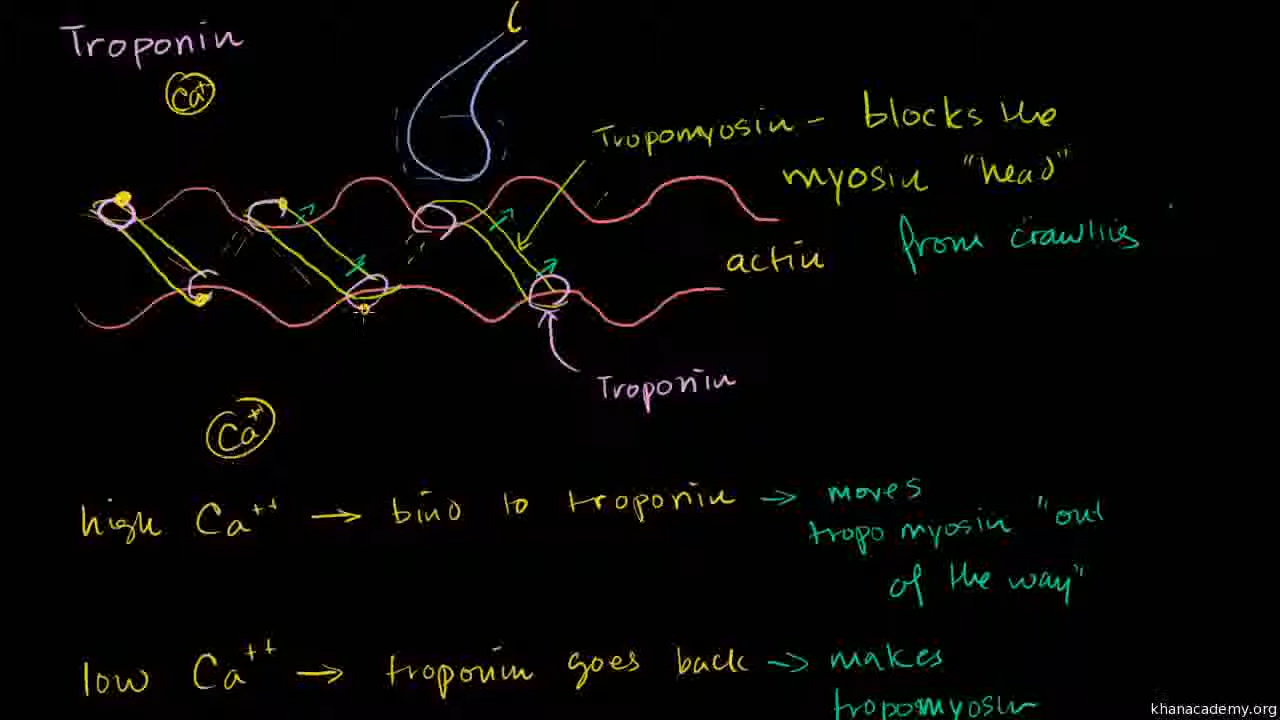 Troponin
Ca+
Tropomyosin - blocks the
myosin "head"
from crawling
actin
Troponin
Ca+
high Ca++ → bind to troponin → moves
tropomyosin "out
of the way"
low Ca++ → troponin goes back → makes
tropomyosin
khanacademy.org